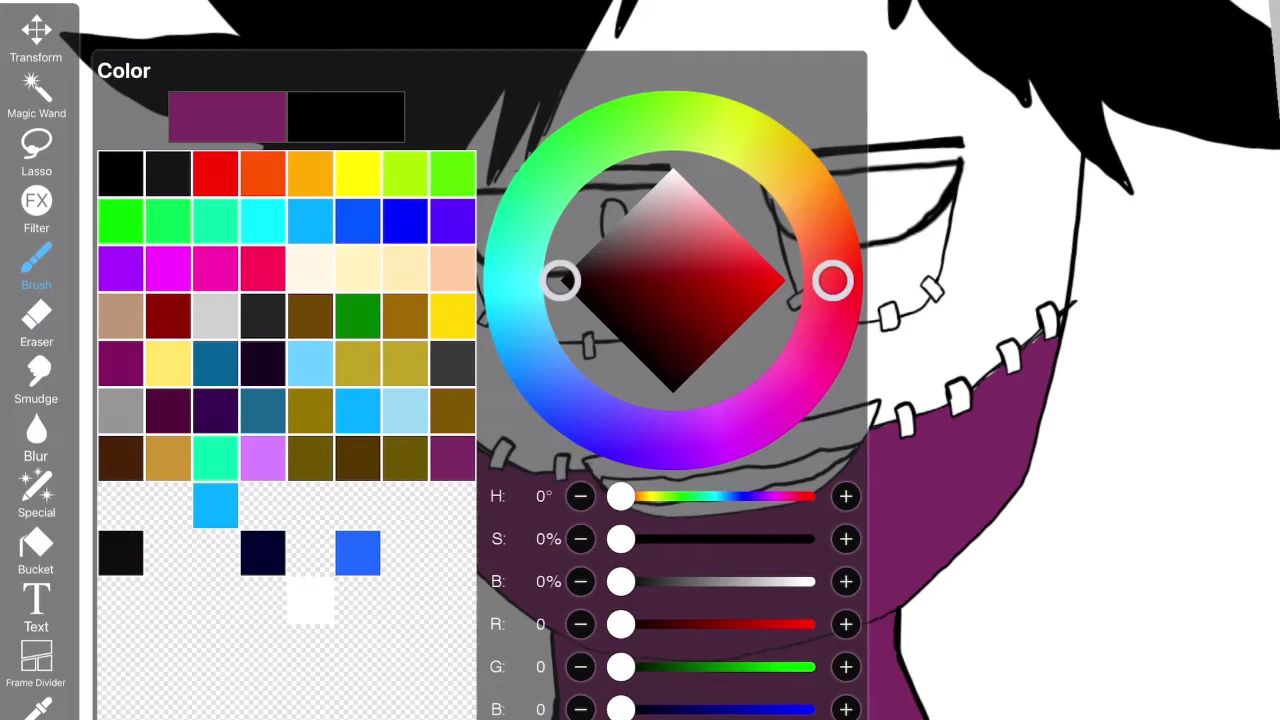 Transform
Magic Wand
Lasso
FX
Filter
Brush
Eraser
Smudge
Blur
Special
Bucket
T
Text
Frame Divider
Color
H: 0°
S: 0%
B: 0%
R: 0
G: 0
B: 0